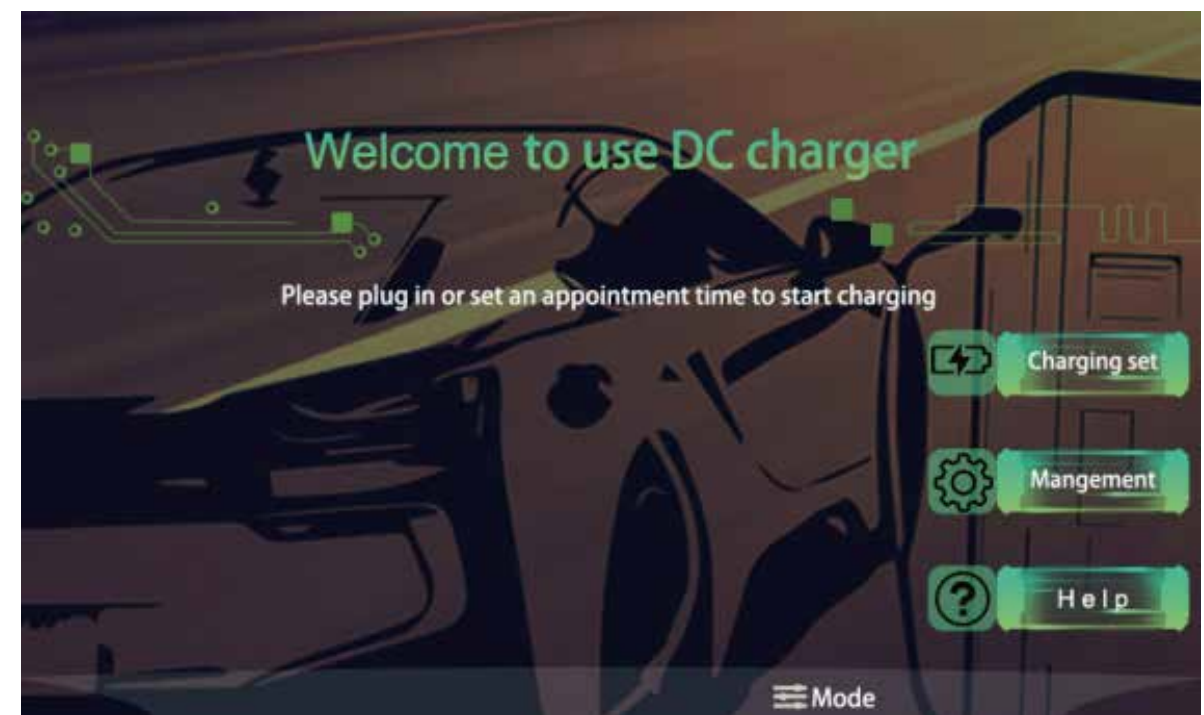 Welcome to use DC charger
Please plug in or set an appointment time to start charging
Charging set
Mangement
Help
Mode